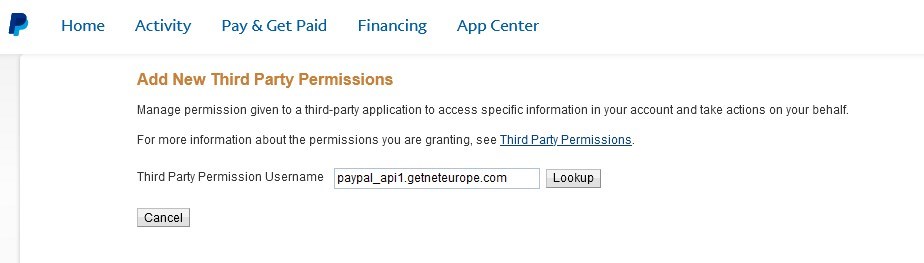 Home Activity Pay & Get Paid Financing App Center
Add New Third Party Permissions
Manage permission given to a third-party application to access specific information in your account and take actions on your behalf.
For more information about the permissions you are granting, see Third Party Permissions.
Third Party Permission Username paypal_api1.getneteurope.com Lookup
Cancel